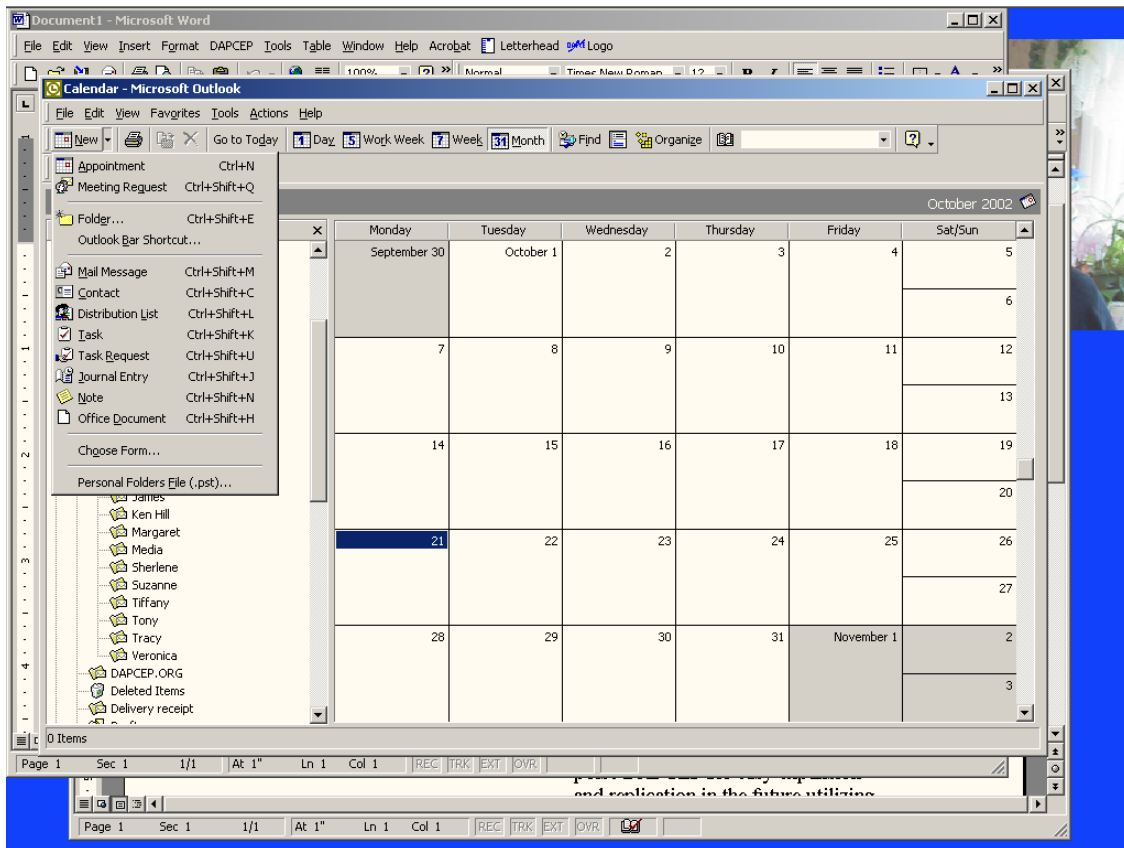 Document1 - Microsoft Word
File Edit View Insert Format DAPCEP Tools Table Window Help Acrobat Letterhead Logo
100% Normal Times New Roman 12
Calendar - Microsoft Outlook
File Edit View Favorites Tools Actions Help
New Go to Today 1 Day 5 Work Week 7 Week 31 Month Find Organize
Appointment Ctrl+N
Meeting Request Ctrl+Shift+Q
Folder... Ctrl+Shift+E
Outlook Bar Shortcut...
Mail Message Ctrl+Shift+M
Contact Ctrl+Shift+C
Distribution List Ctrl+Shift+L
Task Ctrl+Shift+K
Task Request Ctrl+Shift+U
Journal Entry Ctrl+Shift+J
Note Ctrl+Shift+N
Office Document Ctrl+Shift+H
Choose Form...
Personal Folders File (.pst)...
James
Ken Hill
Margaret
Media
Sherlene
Suzanne
Tiffany
Tony
Tracy
Veronica
DAPCEP.ORG
Deleted Items
Delivery receipt
October 2002
Monday Tuesday Wednesday Thursday Friday Sat/Sun
September 30 October 1 2 3 4 5
6
7 8 9 10 11 12
13
14 15 16 17 18 19
20
21 22 23 24 25 26
27
28 29 30 31 November 1 2
3
0 Items
Page 1 Sec 1 1/1 At 1" Ln 1 Col 1 REC TRK EXT OVR
and replication in the future utilizing
Page 1 Sec 1 1/1 At 1" Ln 1 Col 1 REC TRK EXT OVR